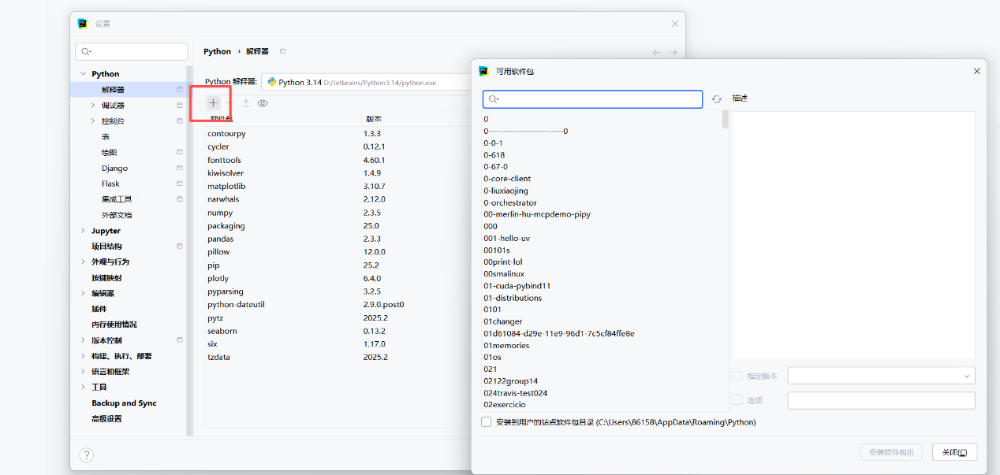 设置
Python › 解释器
Python
解释器
调试器
控制台
表
绘图
Django
Flask
集成工具
外部文档
Jupyter
项目结构
外观与行为
按键映射
编辑器
插件
内存使用情况
版本控制
构建、执行、部署
语言和框架
工具
Backup and Sync
高级设置
?
Python 解释器: Python 3.14 D:/Jetbrains/Python3.14/python.exe
软件包 版本
contourpy 1.3.3
cycler 0.12.1
fonttools 4.60.1
kiwisolver 1.4.9
matplotlib 3.10.7
narwhals 2.12.0
numpy 2.3.5
packaging 25.0
pandas 2.3.3
pillow 12.0.0
pip 25.2
plotly 6.4.0
pyparsing 3.2.5
python-dateutil 2.9.0.post0
pytz 2025.2
seaborn 0.13.2
six 1.17.0
tzdata 2025.2
可用软件包
描述
0
0-------------------------0
0-0-1
0-618
0-67-0
0-core-client
0-liuxiaojing
0-orchestrator
00-merlin-hu-mcpdemo-pipy
000
001-hello-uv
00101s
00print-lol
00smalinux
01-cuda-pybind11
01-distributions
0101
01changer
01d61084-d29e-11e9-96d1-7c5cf84ffe8e
01memories
01os
021
02122group14
024travis-test024
02exercicio
指定版本
选项
安装到用户的站点软件包目录 (C:\Users\86158\AppData\Roaming\Python)
安装软件包(I)
关闭(C)